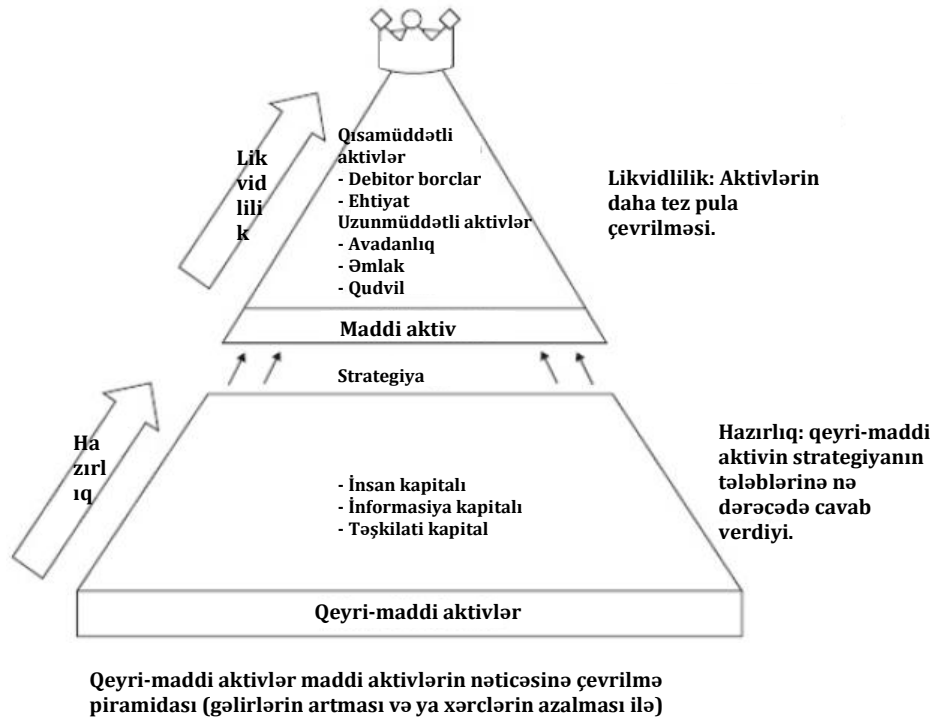 Qısamüddətli
aktivlər
- Debitor borclar
- Ehtiyat
Uzunmüddətli aktivlər
- Avadanlıq
- Əmlak
- Qudvil
Lik
vid
lilik
k
Likvidlilik: Aktivlərin
daha tez pula
çevrilməsi.
Maddi aktiv
Strategiya
Ha
zırl
ıq
- İnsan kapitalı
- İnformasiya kapitalı
- Təşkilati kapital
Hazırlıq: qeyri-maddi
aktivin strategiyanın
tələblərinə nə
dərəcədə cavab
verdiyi.
Qeyri-maddi aktivlər
Qeyri-maddi aktivlər maddi aktivlərin nəticəsinə çevrilmə
piramidası (gəlirlərin artması və ya xərclərin azalması ilə)